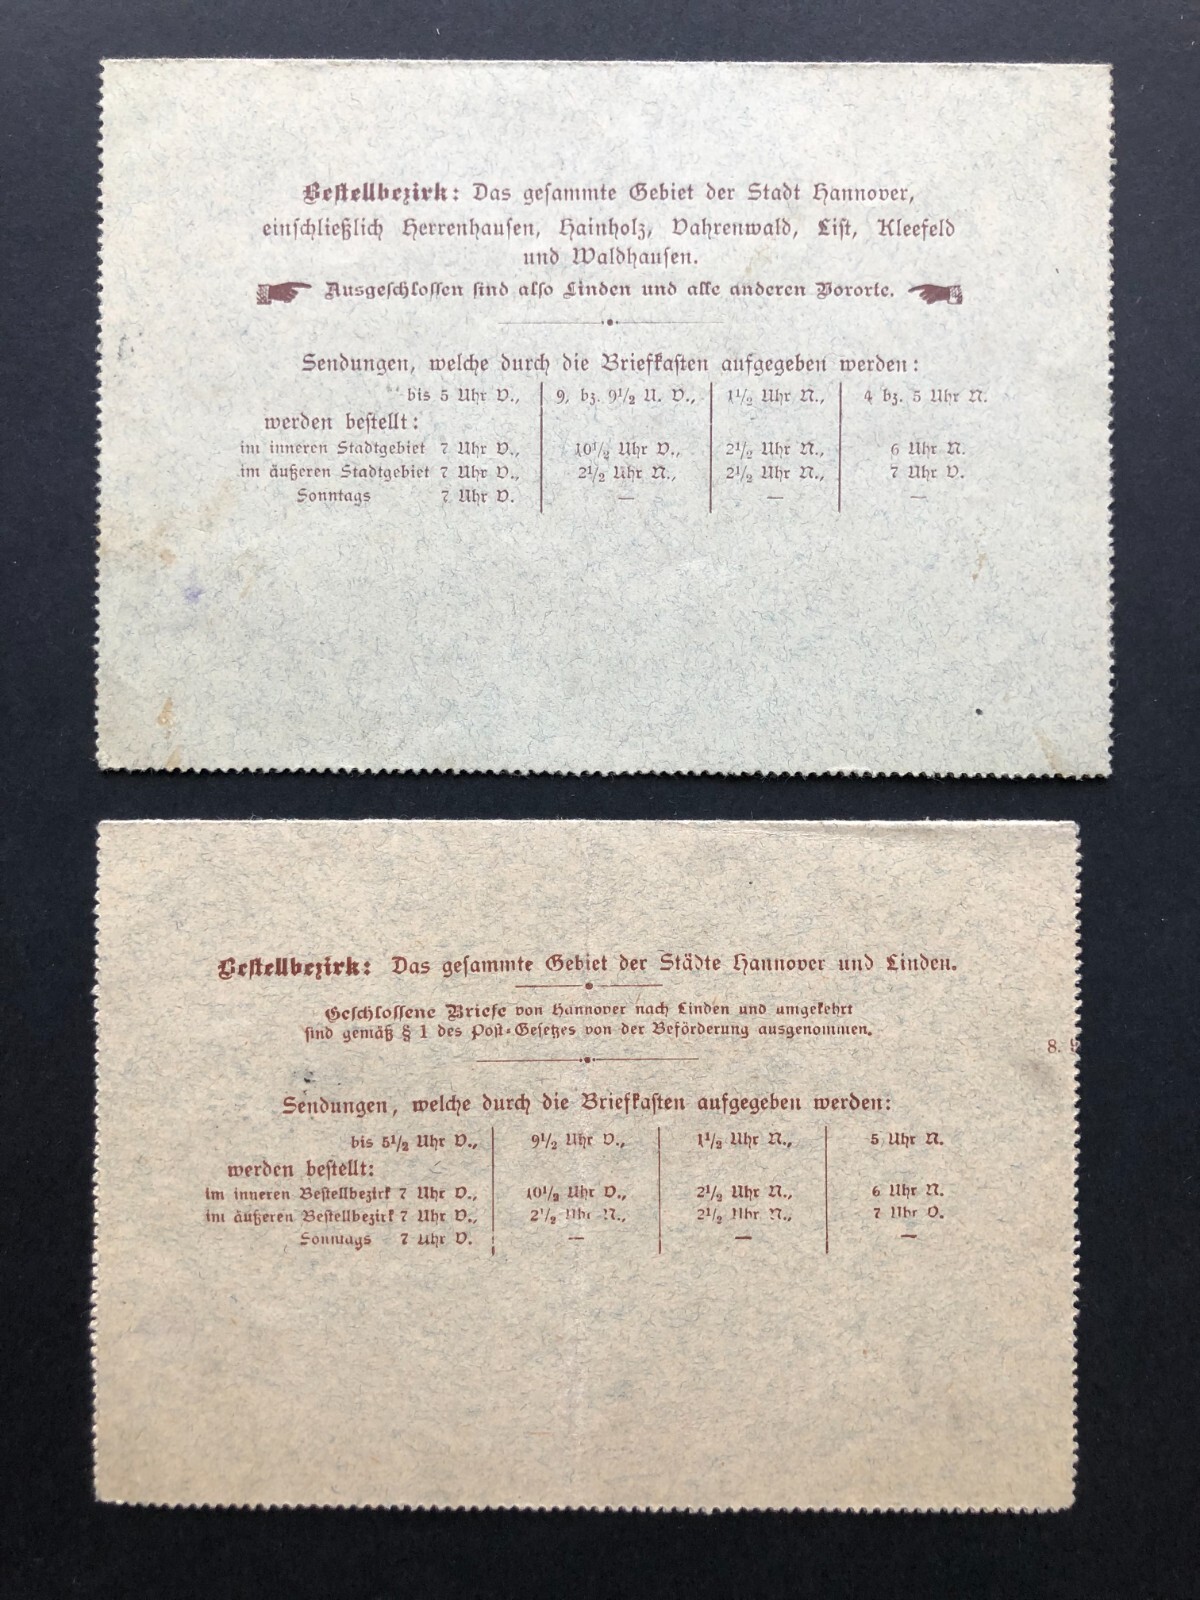 Bestellbezirk: Das gesammte Gebiet der Stadt Hannover,
einschließlich Herrenhausen, Hainholz, Vahrenwald, List, Kleefeld
und Waldhausen.
Ausgeschlossen sind also Linden und alle anderen Vororte.
Sendungen, welche durch die Briefkasten aufgegeben werden:
bis 5 Uhr V., 9. bz. 9½ U. V., 1½ Uhr N., 4 bz. 5 Uhr N.
werden bestellt:
im inneren Stadtgebiet 7 Uhr V., 10½ Uhr V., 2½ Uhr N., 6 Uhr N.
im äußeren Stadtgebiet 7 Uhr V., 2½ Uhr N., 2½ Uhr N., 7 Uhr V.
Sonntags 7 Uhr V. — — —
Bestellbezirk: Das gesammte Gebiet der Städte Hannover und Linden.
Geschlossene Briefe von Hannover nach Linden und umgekehrt
sind gemäß § 1 des Post-Gesetzes von der Beförderung ausgenommen.
8.
Sendungen, welche durch die Briefkasten aufgegeben werden:
bis 5½ Uhr V., 9½ Uhr V., 1½ Uhr N., 5 Uhr N.
werden bestellt:
im inneren Bestellbezirk 7 Uhr V., 10½ Uhr V., 2½ Uhr N., 6 Uhr N.
im äußeren Bestellbezirk 7 Uhr V., 2½ Uhr N., 2½ Uhr N., 7 Uhr V.
Sonntags 7 Uhr V. — — —